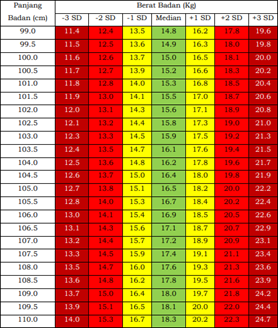 Panjang Badan (cm) Berat Badan (Kg)
-3 SD -2 SD -1 SD Median +1 SD +2 SD +3 SD
99.0 11.4 12.4 13.5 14.8 16.2 17.8 19.6
99.5 11.5 12.5 13.6 14.9 16.3 18.0 19.8
100.0 11.6 12.6 13.7 15.0 16.5 18.1 20.0
100.5 11.7 12.7 13.9 15.2 16.6 18.3 20.2
101.0 11.8 12.8 14.0 15.3 16.8 18.5 20.4
101.5 11.9 13.0 14.1 15.5 17.0 18.7 20.6
102.0 12.0 13.1 14.3 15.6 17.1 18.9 20.8
102.5 12.1 13.2 14.4 15.8 17.3 19.0 21.0
103.0 12.3 13.3 14.5 15.9 17.5 19.2 21.3
103.5 12.4 13.5 14.7 16.1 17.6 19.4 21.5
104.0 12.5 13.6 14.8 16.2 17.8 19.6 21.7
104.5 12.6 13.7 15.0 16.4 18.0 19.8 21.9
105.0 12.7 13.8 15.1 16.5 18.2 20.0 22.2
105.5 12.8 14.0 15.3 16.7 18.4 20.2 22.4
106.0 13.0 14.1 15.4 16.9 18.5 20.5 22.6
106.5 13.1 14.3 15.6 17.1 18.7 20.7 22.9
107.0 13.2 14.4 15.7 17.2 18.9 20.9 23.1
107.5 13.3 14.5 15.9 17.4 19.1 21.1 23.4
108.0 13.5 14.7 16.0 17.6 19.3 21.3 23.6
108.5 13.6 14.8 16.2 17.8 19.5 21.6 23.9
109.0 13.7 15.0 16.4 18.0 19.7 21.8 24.2
109.5 13.9 15.1 16.5 18.1 20.0 22.0 24.4
110.0 14.0 15.3 16.7 18.3 20.2 22.3 24.7